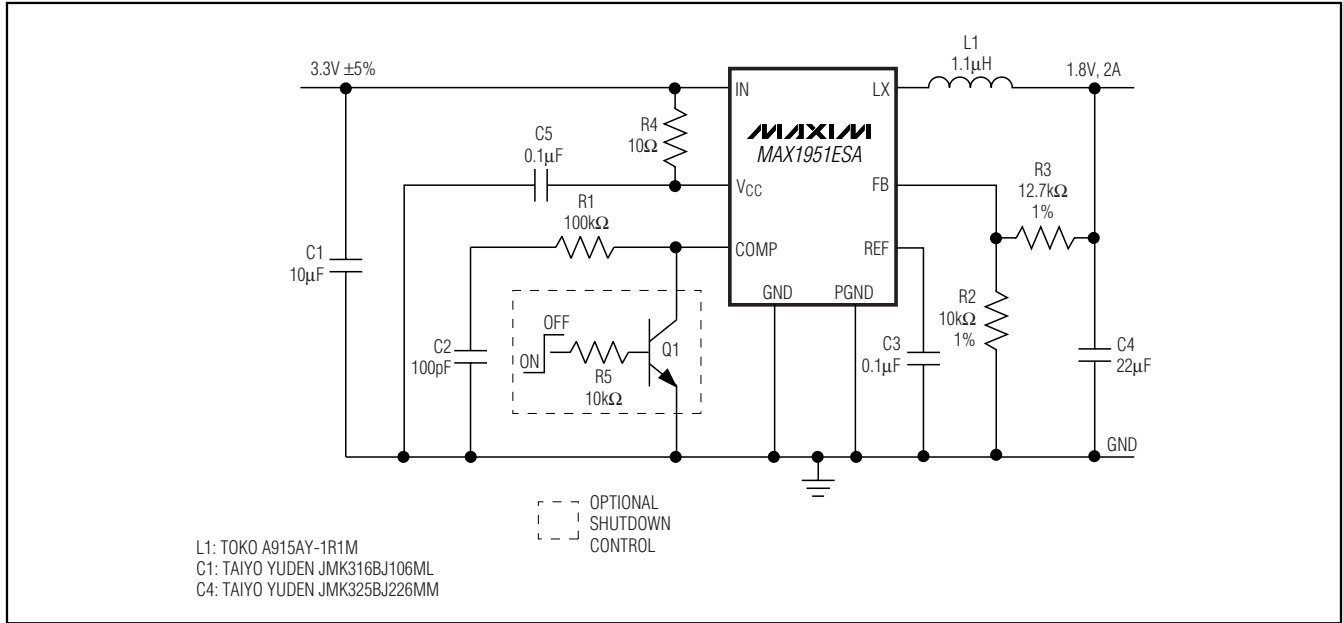 3.3V ±5%
L1
1.1µH
1.8V, 2A
IN
LX
R4
10Ω
MAXIM
MAX1951ESA
C5
0.1µF
VCC
FB
R3
12.7kΩ
1%
R1
100kΩ
COMP
REF
C1
10µF
GND
PGND
R2
10kΩ
1%
OFF
ON
Q1
R5
10kΩ
C2
100pF
C3
0.1µF
C4
22µF
GND
OPTIONAL
SHUTDOWN
CONTROL
L1: TOKO A915AY-1R1M
C1: TAIYO YUDEN JMK316BJ106ML
C4: TAIYO YUDEN JMK325BJ226MM